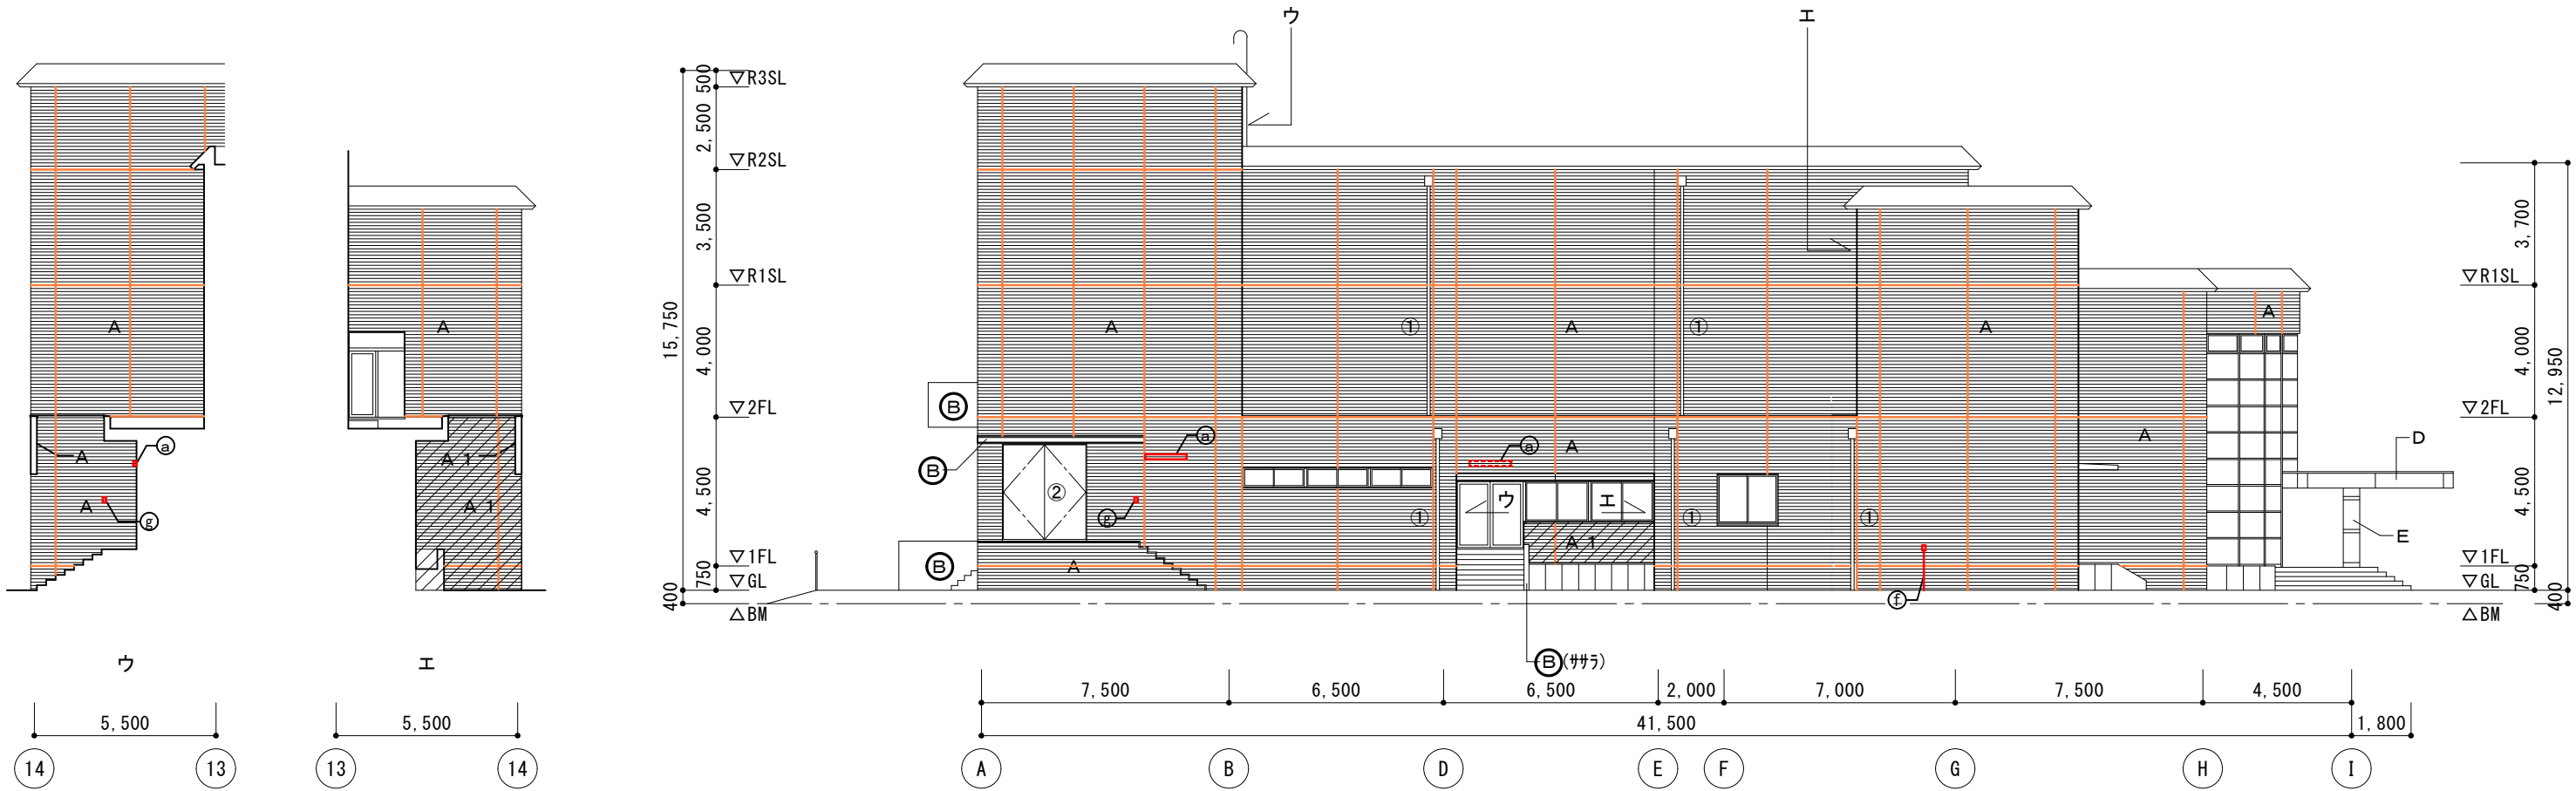 ウ
エ
500
▽R3SL
2,500
▽R2SL
3,500
3,700
▽R1SL
▽R1SL
15,750
A
A
A
①
A
①
A
A
4,000
4,000
12,950
▽2FL
B
▽2FL
a
A
A1
B
a
a
A
A
D
4,500
②
ウ
エ
4,500
A
g
A1
g
①
①
①
E
A1
▽1FL
B
A
▽1FL
750
▽GL
f
750
▽GL
400
△BM
400
△BM
ウ
エ
B(ササラ)
7,500
6,500
6,500
2,000
7,000
7,500
4,500
5,500
5,500
41,500
1,800
14
13
13
14
A
B
D
E
F
G
H
I